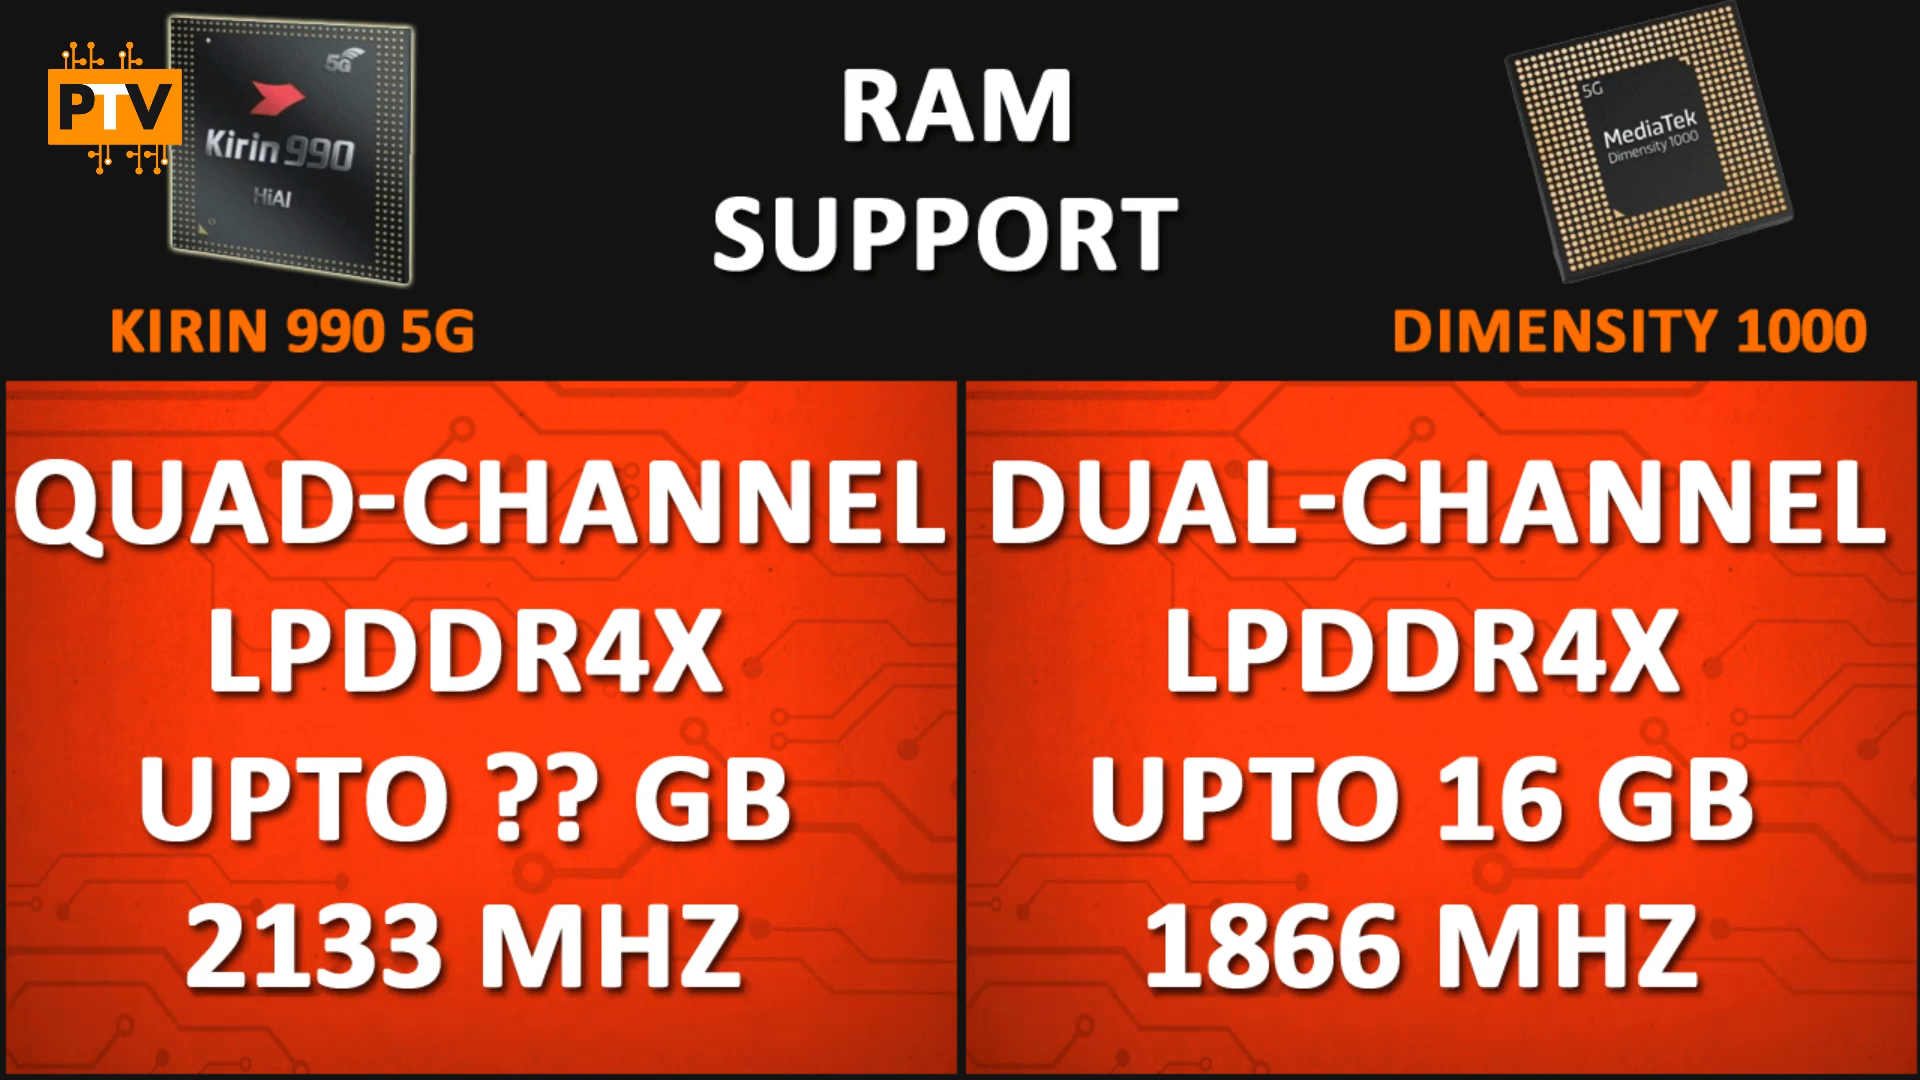 PTV
5G
Kirin 990
HiAI
KIRIN 990 5G
RAM
SUPPORT
5G
MediaTek
Dimensity 1000
DIMENSITY 1000
QUAD-CHANNEL
LPDDR4X
UPTO ?? GB
2133 MHZ
DUAL-CHANNEL
LPDDR4X
UPTO 16 GB
1866 MHZ